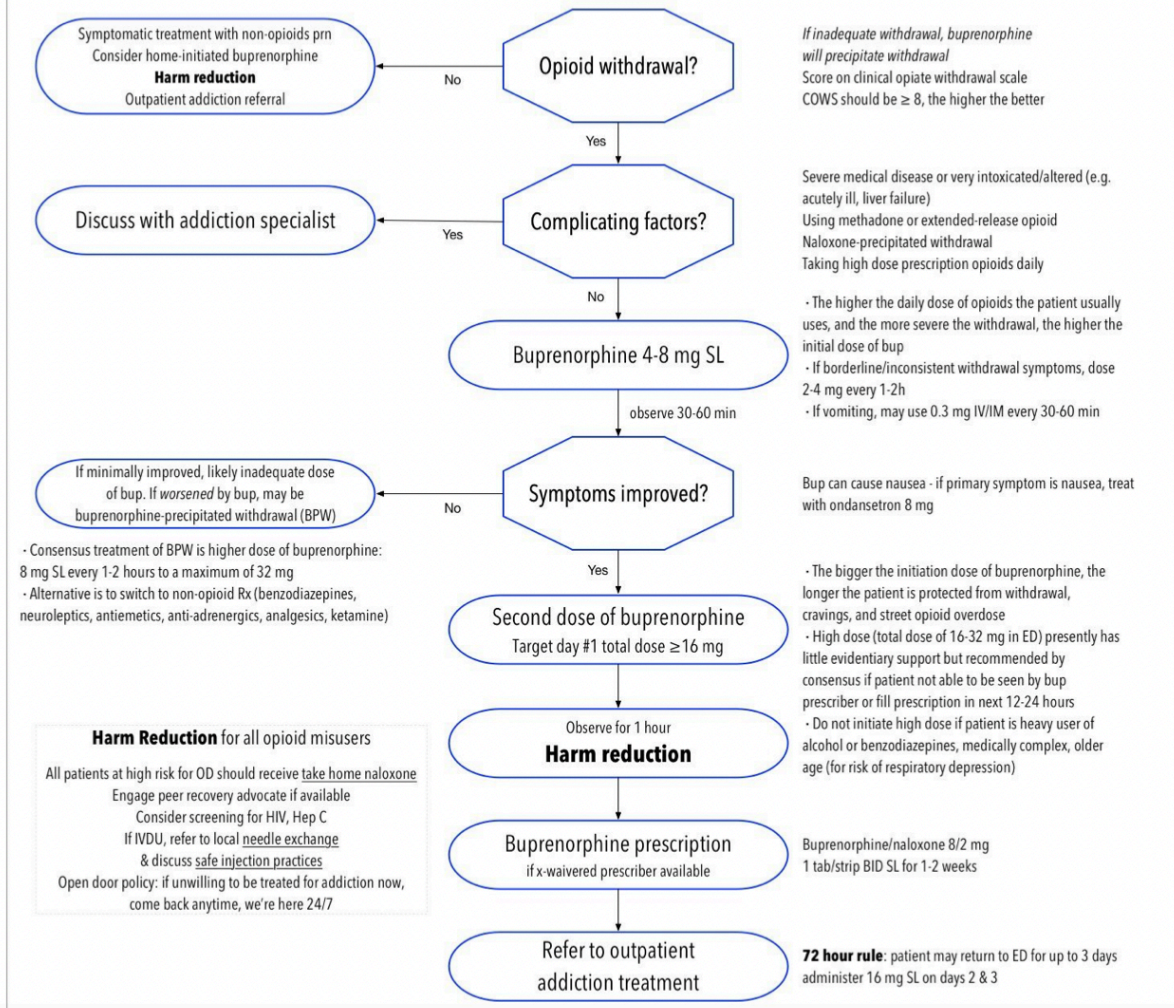 Symptomatic treatment with non-opioids prn
Consider home-initiated buprenorphine
Harm reduction
Outpatient addiction referral
No
Opioid withdrawal?
If inadequate withdrawal, buprenorphine
will precipitate withdrawal
Score on clinical opiate withdrawal scale
COWS should be ≥ 8, the higher the better
Yes
Discuss with addiction specialist
Yes
Complicating factors?
Severe medical disease or very intoxicated/altered (e.g.
acutely ill, liver failure)
Using methadone or extended-release opioid
Naloxone-precipitated withdrawal
Taking high dose prescription opioids daily
No
Buprenorphine 4-8 mg SL
· The higher the daily dose of opioids the patient usually
uses, and the more severe the withdrawal, the higher the
initial dose of bup
· If borderline/inconsistent withdrawal symptoms, dose
2-4 mg every 1-2h
· If vomiting, may use 0.3 mg IV/IM every 30-60 min
observe 30-60 min
If minimally improved, likely inadequate dose
of bup. If worsened by bup, may be
buprenorphine-precipitated withdrawal (BPW)
No
Symptoms improved?
Bup can cause nausea - if primary symptom is nausea, treat
with ondansetron 8 mg
· Consensus treatment of BPW is higher dose of buprenorphine:
8 mg SL every 1-2 hours to a maximum of 32 mg
· Alternative is to switch to non-opioid Rx (benzodiazepines,
neuroleptics, antiemetics, anti-adrenergics, analgesics, ketamine)
Yes
Second dose of buprenorphine
Target day #1 total dose ≥16 mg
· The bigger the initiation dose of buprenorphine, the
longer the patient is protected from withdrawal,
cravings, and street opioid overdose
· High dose (total dose of 16-32 mg in ED) presently has
little evidentiary support but recommended by
consensus if patient not able to be seen by bup
prescriber or fill prescription in next 12-24 hours
· Do not initiate high dose if patient is heavy user of
alcohol or benzodiazepines, medically complex, older
age (for risk of respiratory depression)
Observe for 1 hour
Harm reduction
Harm Reduction for all opioid misusers
All patients at high risk for OD should receive take home naloxone
Engage peer recovery advocate if available
Consider screening for HIV, Hep C
If IVDU, refer to local needle exchange
& discuss safe injection practices
Open door policy: if unwilling to be treated for addiction now,
come back anytime, we're here 24/7
Buprenorphine prescription
if x-waivered prescriber available
Buprenorphine/naloxone 8/2 mg
1 tab/strip BID SL for 1-2 weeks
Refer to outpatient
addiction treatment
72 hour rule: patient may return to ED for up to 3 days
administer 16 mg SL on days 2 & 3